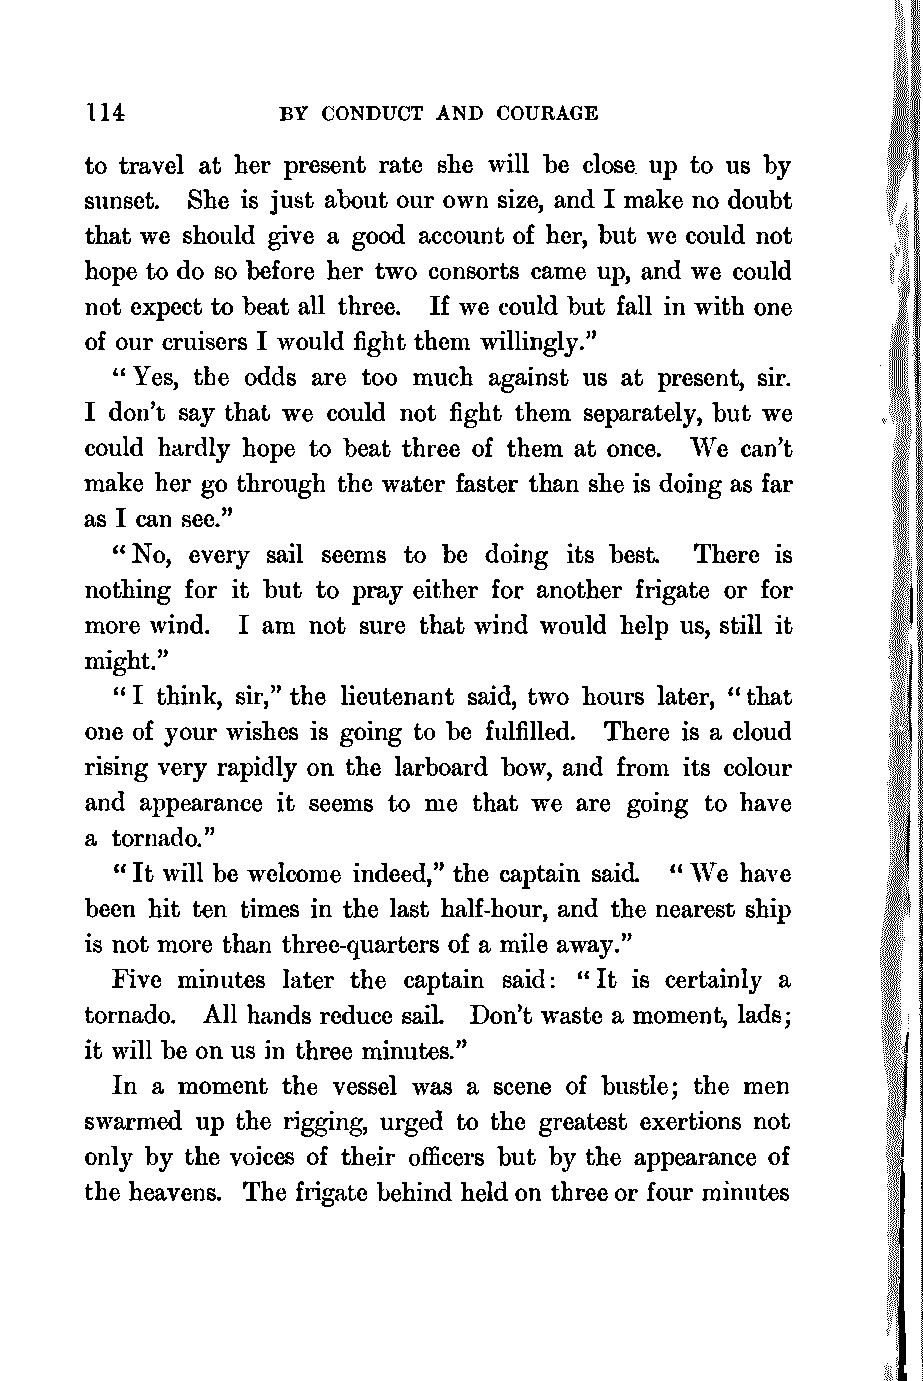 114 BY CONDUCT AND COURAGE
to travel at her present rate she will be close up to us by
sunset. She is just about our own size, and I make no doubt
that we should give a good account of her, but we could not
hope to do so before her two consorts came up, and we could
not expect to beat all three. If we could but fall in with one
of our cruisers I would fight them willingly."
"Yes, the odds are too much against us at present, sir.
I don't say that we could not fight them separately, but we
could hardly hope to beat three of them at once. We can't
make her go through the water faster than she is doing as far
as I can see."
"No, every sail seems to be doing its best. There is
nothing for it but to pray either for another frigate or for
more wind. I am not sure that wind would help us, still it
might."
"I think, sir," the lieutenant said, two hours later, "that
one of your wishes is going to be fulfilled. There is a cloud
rising very rapidly on the larboard bow, and from its colour
and appearance it seems to me that we are going to have
a tornado."
"It will be welcome indeed," the captain said. "We have
been hit ten times in the last half-hour, and the nearest ship
is not more than three-quarters of a mile away."
Five minutes later the captain said: "It is certainly a
tornado. All hands reduce sail. Don't waste a moment, lads;
it will be on us in three minutes."
In a moment the vessel was a scene of bustle; the men
swarmed up the rigging, urged to the greatest exertions not
only by the voices of their officers but by the appearance of
the heavens. The frigate behind held on three or four minutes